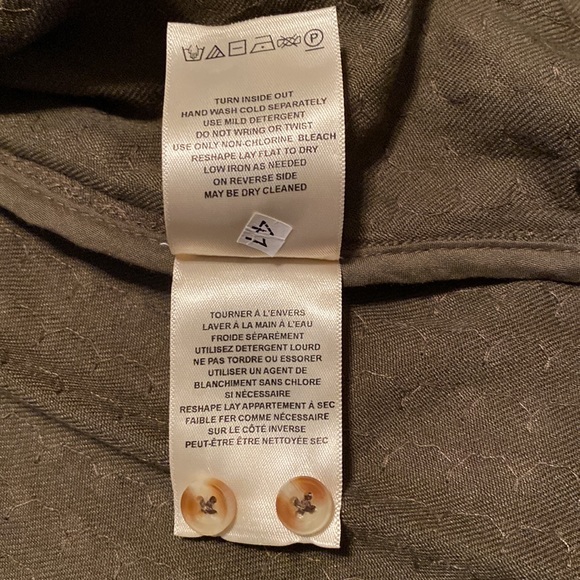 P
TURN INSIDE OUT
HAND WASH COLD SEPARATELY
USE MILD DETERGENT
DO NOT WRING OR TWIST
USE ONLY NON-CHLORINE BLEACH
RESHAPE LAY FLAT TO DRY
LOW IRON AS NEEDED
ON REVERSE SIDE
MAY BE DRY CLEANED
TOURNER À L'ENVERS
LAVER À LA MAIN À L'EAU
FROIDE SÉPARÉMENT
UTILISEZ DETERGENT LOURD
NE PAS TORDRE OU ESSORER
UTILISER UN AGENT DE
BLANCHIMENT SANS CHLORE
SI NÉCESSAIRE
RESHAPE LAY APPARTEMENT À SEC
FAIBLE FER COMME NÉCESSAIRE
SUR LE CÔTÉ INVERSE
PEUT-ÊTRE ÊTRE NETTOYÉE SEC